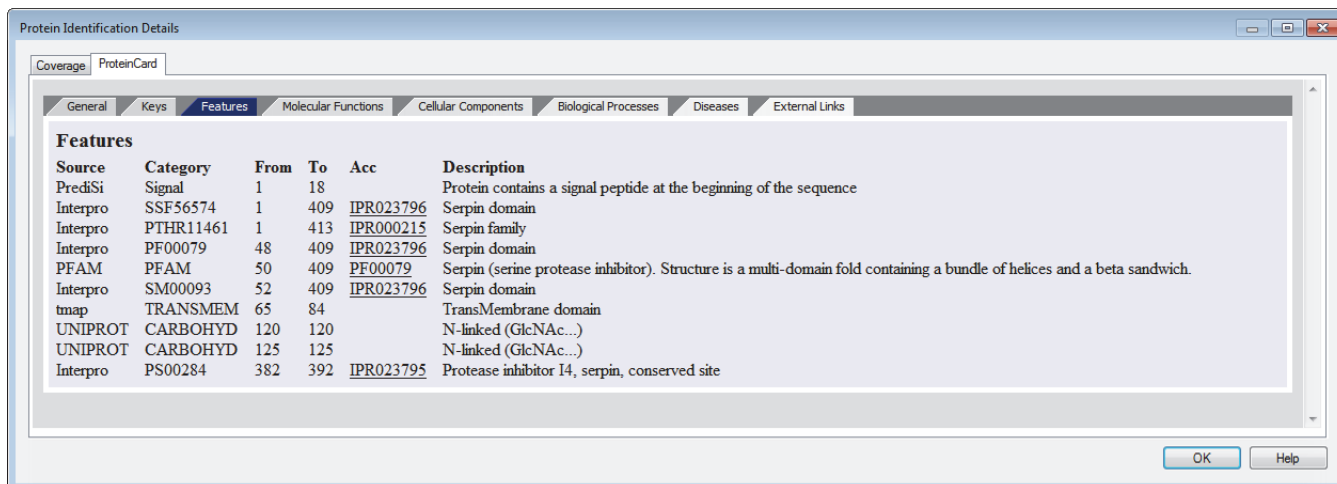 Protein Identification Details
Coverage ProteinCard
General Keys Features Molecular Functions Cellular Components Biological Processes Diseases External Links
Features
Source Category From To Acc Description
PrediSi Signal 1 18 Protein contains a signal peptide at the beginning of the sequence
Interpro SSF56574 1 409 IPR023796 Serpin domain
Interpro PTHR11461 1 413 IPR000215 Serpin family
Interpro PF00079 48 409 IPR023796 Serpin domain
PFAM PFAM 50 409 PF00079 Serpin (serine protease inhibitor). Structure is a multi-domain fold containing a bundle of helices and a beta sandwich.
Interpro SM00093 52 409 IPR023796 Serpin domain
tmap TRANSMEM 65 84 TransMembrane domain
UNIPROT CARBOHYD 120 120 N-linked (GlcNAc...)
UNIPROT CARBOHYD 125 125 N-linked (GlcNAc...)
Interpro PS00284 382 392 IPR023795 Protease inhibitor I4, serpin, conserved site
OK Help